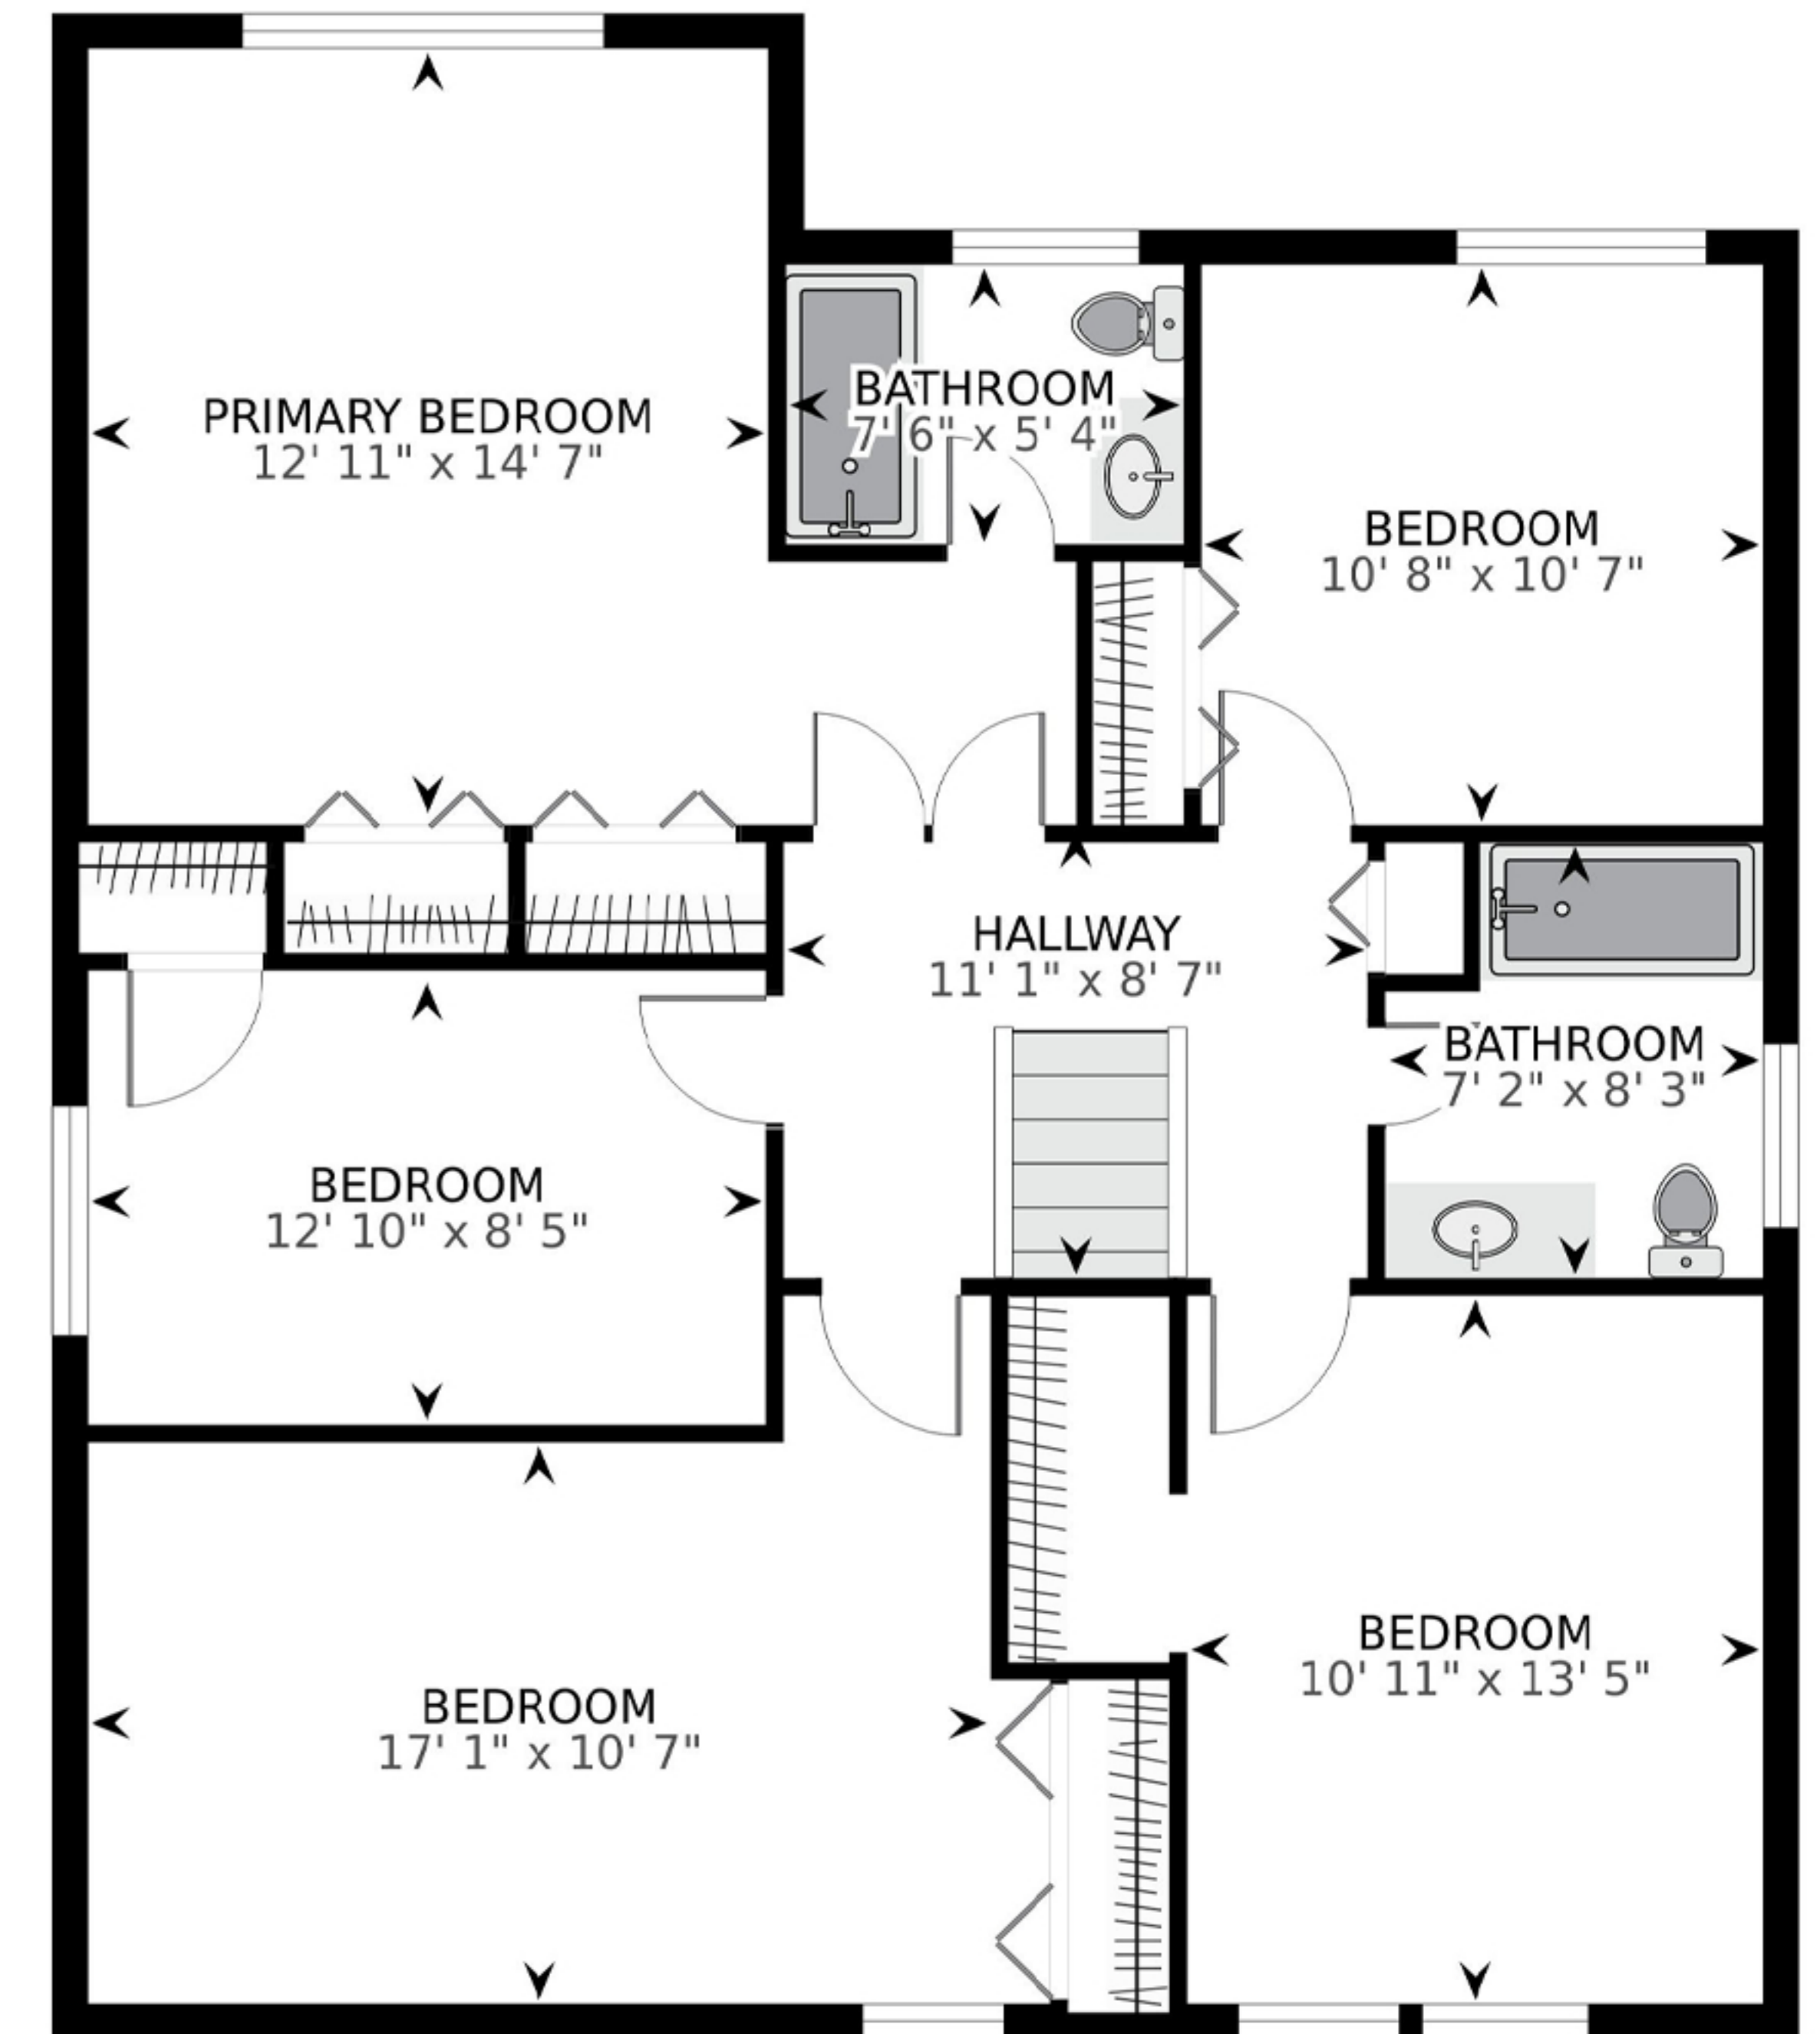 PRIMARY BEDROOM
12' 11" x 14' 7"
BATHROOM
7' 6" x 5' 4"
BEDROOM
10' 8" x 10' 7"
HALLWAY
11' 1" x 8' 7"
BATHROOM
7' 2" x 8' 3"
BEDROOM
12' 10" x 8' 5"
BEDROOM
10' 11" x 13' 5"
BEDROOM
17' 1" x 10' 7"